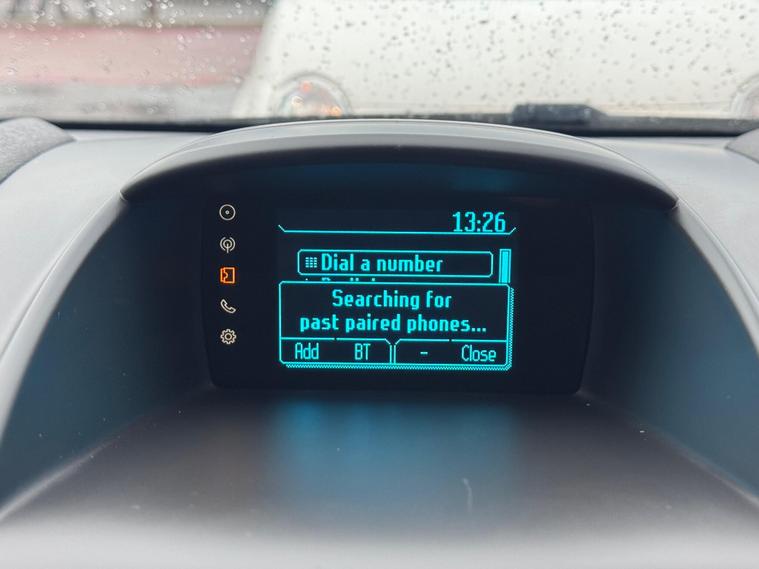 13:26
Dial a number
Searching for
past paired phones...
Add BT - Close